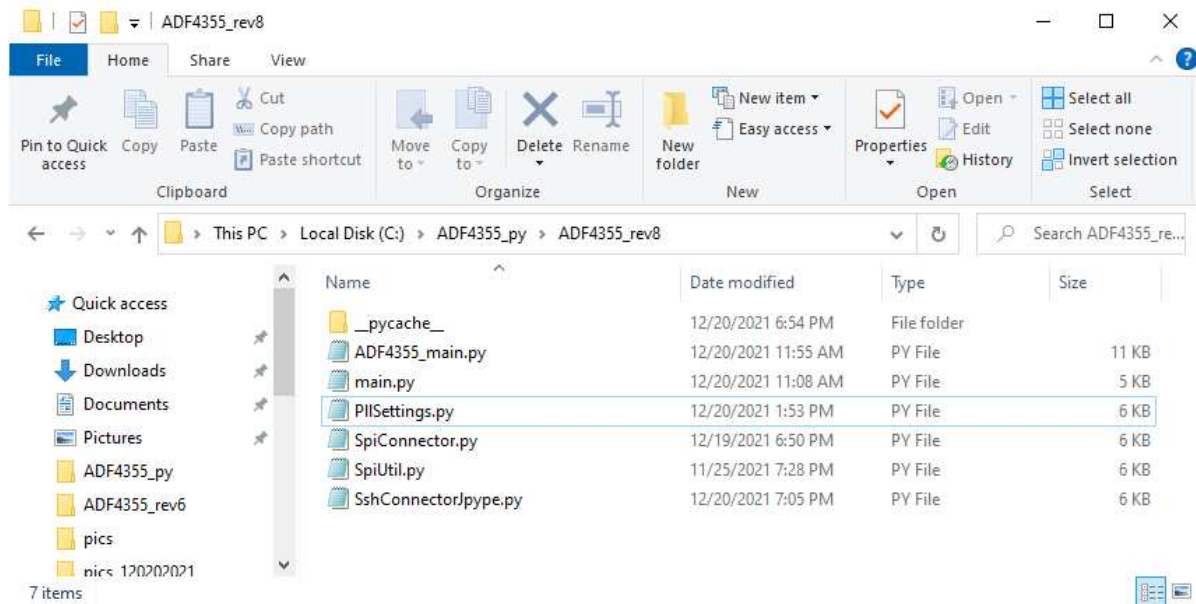 ADF4355_rev8
File Home Share View
Pin to Quick access
Copy
Paste
Cut
Copy path
Paste shortcut
Clipboard
Move to
Copy to
Delete
Rename
Organize
New folder
New item
Easy access
New
Properties
Open
Edit
History
Open
Select all
Select none
Invert selection
Select
This PC > Local Disk (C:) > ADF4355_py > ADF4355_rev8
Search ADF4355_re...
Quick access
Desktop
Downloads
Documents
Pictures
ADF4355_py
ADF4355_rev6
pics
pics_120202021
Name Date modified Type Size
__pycache__ 12/20/2021 6:54 PM File folder
ADF4355_main.py 12/20/2021 11:55 AM PY File 11 KB
main.py 12/20/2021 11:08 AM PY File 5 KB
PllSettings.py 12/20/2021 1:53 PM PY File 6 KB
SpiConnector.py 12/19/2021 6:50 PM PY File 6 KB
SpiUtil.py 11/25/2021 7:28 PM PY File 6 KB
SshConnectorJpype.py 12/20/2021 7:05 PM PY File 6 KB
7 items